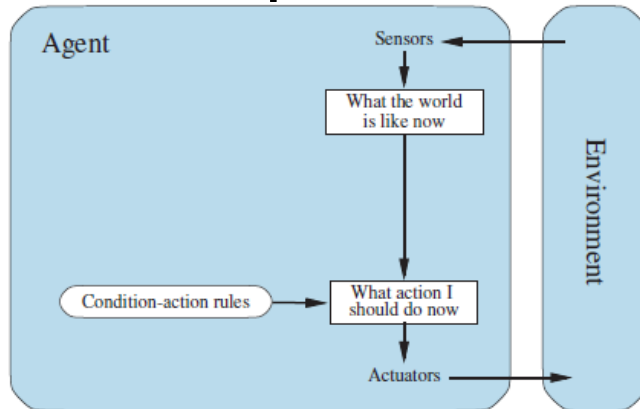 Agent
Sensors
What the world
is like now
Environment
Condition-action rules
What action I
should do now
Actuators